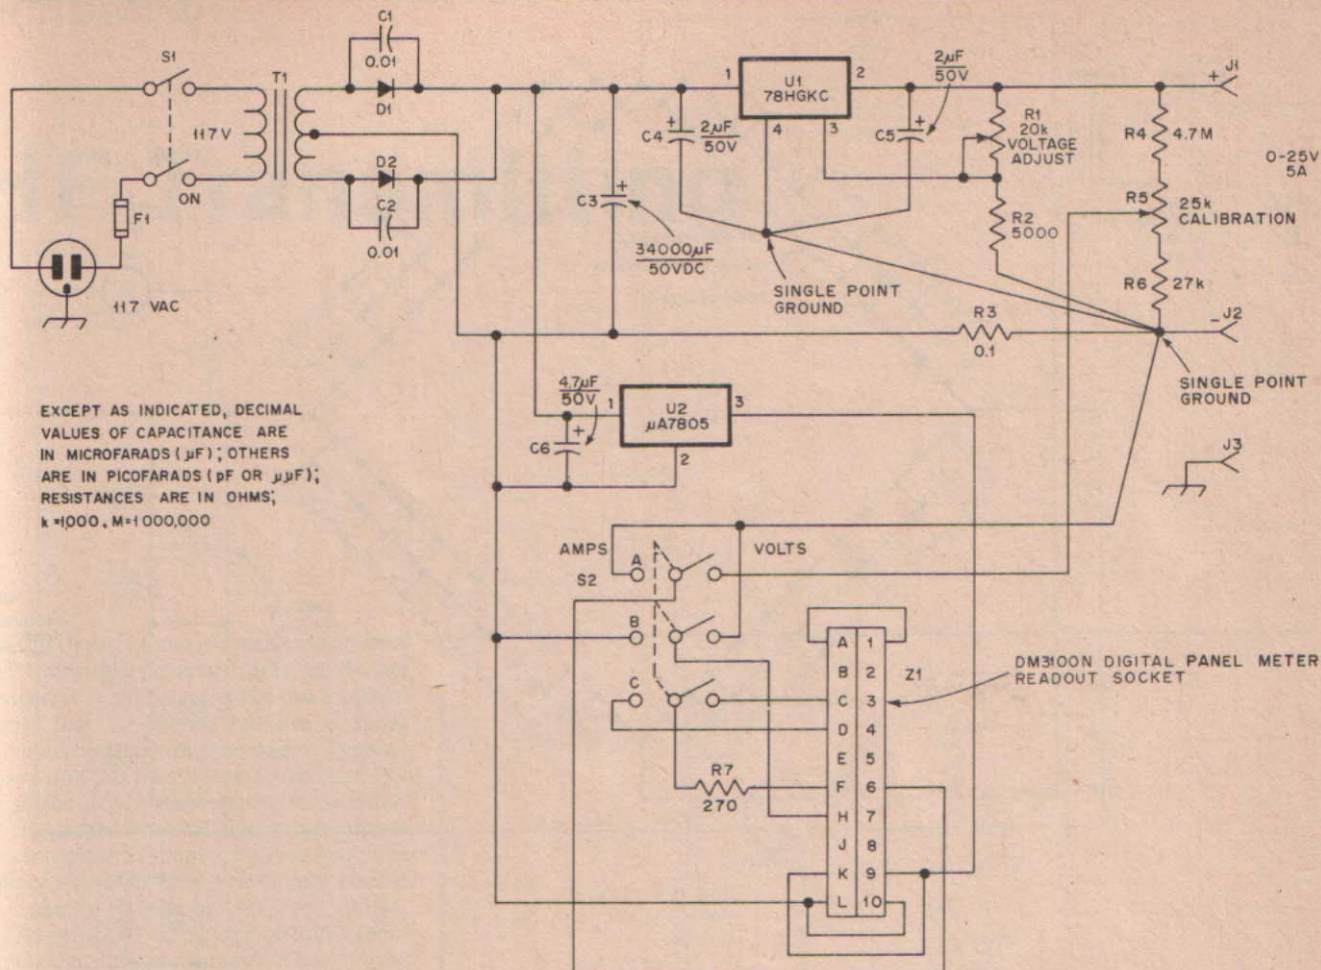 C1
0.01
D1
S1
T1
117V
ON
F1
117 VAC
D2
C2
0.01
1
U1
78HGKC
2
4
3
C4
2µF
50V
+
C5
+
2µF
50V
R1
20k
VOLTAGE
ADJUST
R4
4.7M
+
J1
0-25V
5A
R5
25k
CALIBRATION
R2
5000
R6
27k
C3
+
34000µF
50VDC
SINGLE POINT
GROUND
R3
0.1
-
J2
SINGLE POINT
GROUND
J3
4.7µF
50V
C6
+
1
U2
µA7805
3
2
EXCEPT AS INDICATED, DECIMAL
VALUES OF CAPACITANCE ARE
IN MICROFARADS (µF); OTHERS
ARE IN PICOFARADS (pF OR µµF);
RESISTANCES ARE IN OHMS;
k=1,000, M=1000,000
AMPS
VOLTS
S2
A
B
C
R7
270
Z1
DM3100N DIGITAL PANEL METER
READOUT SOCKET
A 1
B 2
C 3
D 4
E 5
F 6
H 7
J 8
K 9
L 10